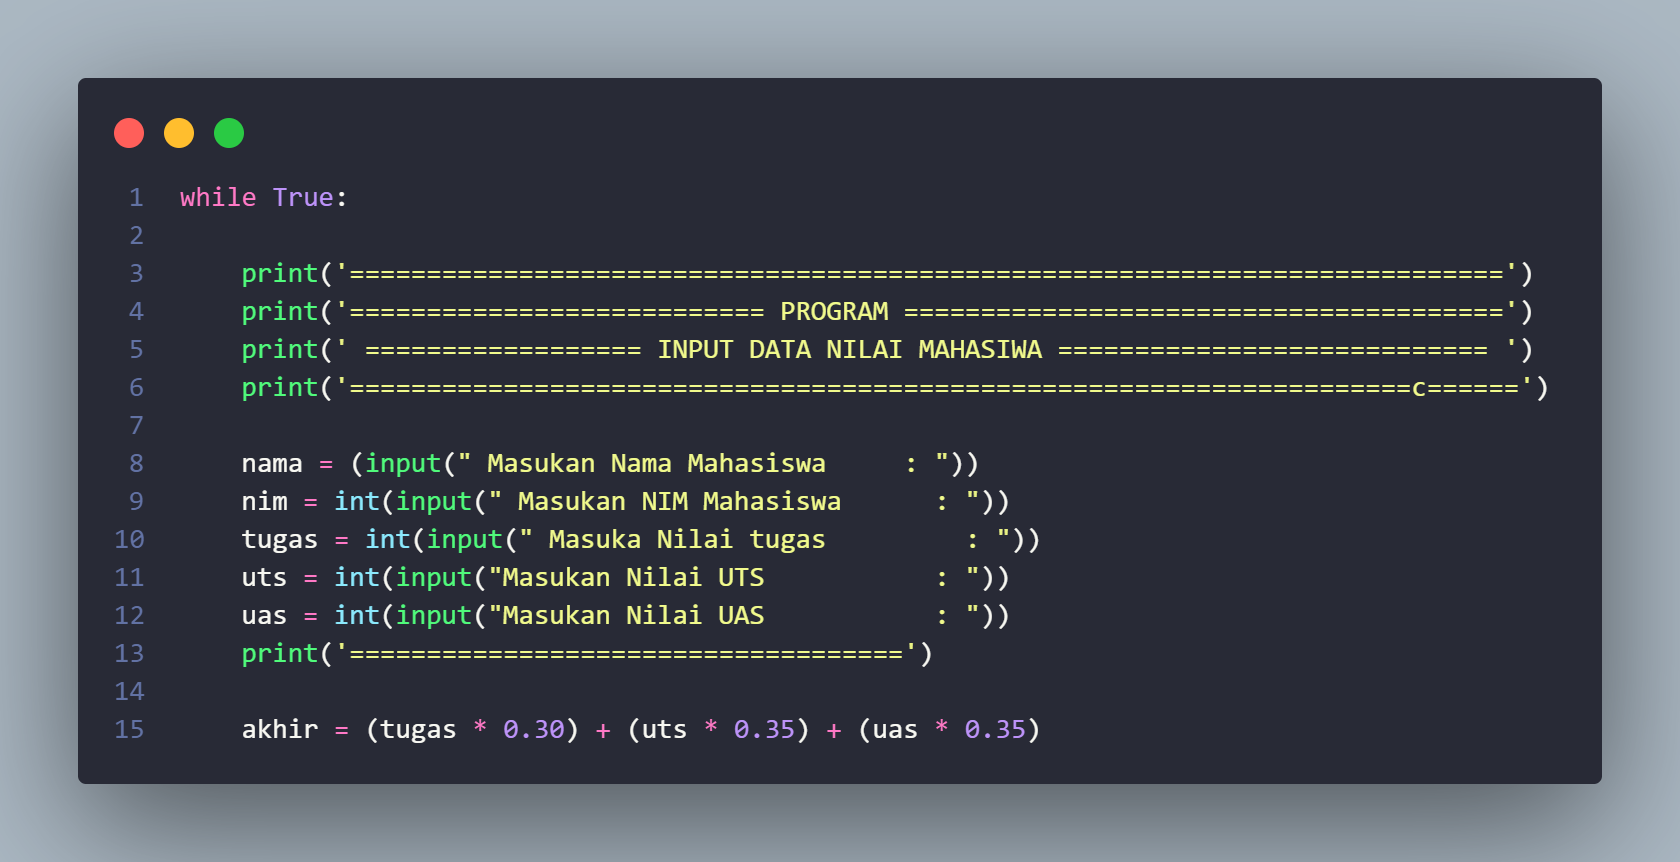 1 while True:
2
3     print('===========================================================================')
4     print('=========================== PROGRAM =======================================')
5     print(' ================== INPUT DATA NILAI MAHASIWA ============================ ')
6     print('=====================================================================c======')
7
8     nama = (input(" Masukan Nama Mahasiswa     : "))
9     nim = int(input(" Masukan NIM Mahasiswa      : "))
10     tugas = int(input(" Masuka Nilai tugas         : "))
11     uts = int(input("Masukan Nilai UTS           : "))
12     uas = int(input("Masukan Nilai UAS           : "))
13     print('====================================')
14
15     akhir = (tugas * 0.30) + (uts * 0.35) + (uas * 0.35)